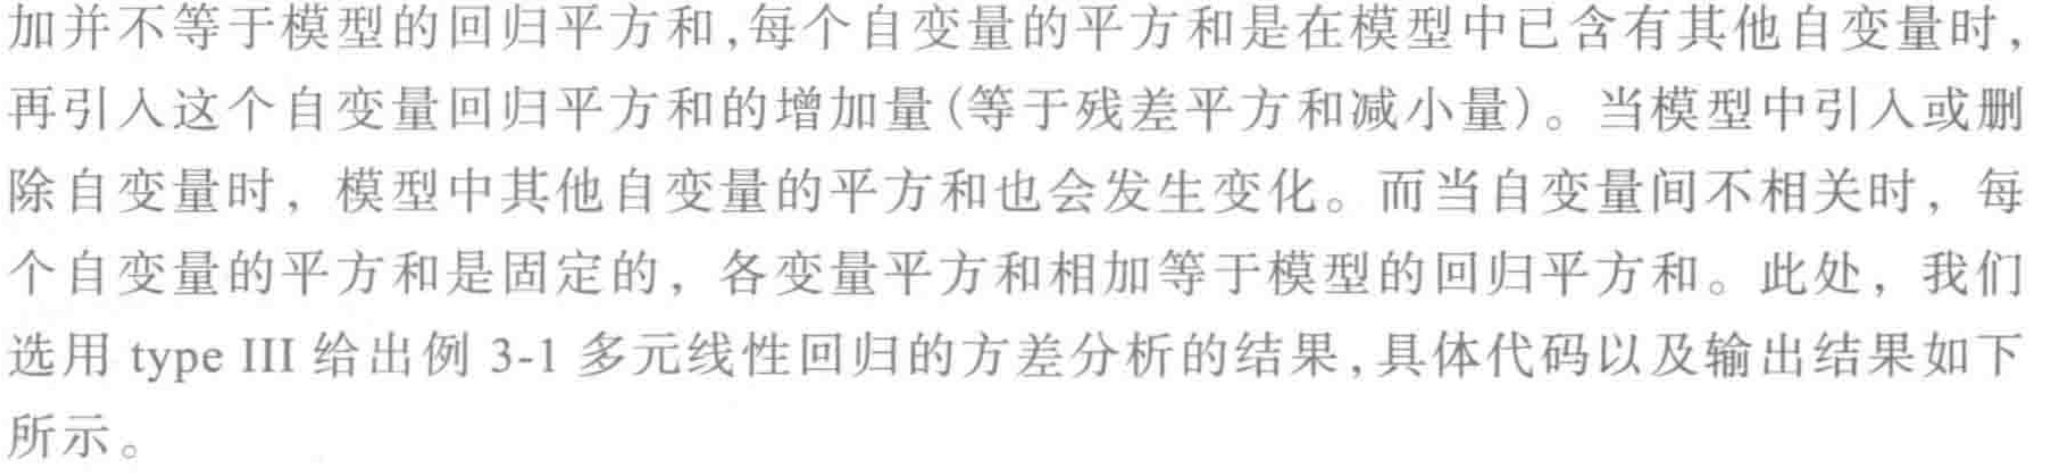 加并不等于模型的回归平方和,每个自变量的平方和是在模型中已含有其他自变量时,
再引入这个自变量回归平方和的增加量(等于残差平方和减小量)。当模型中引入或删
除自变量时，模型中其他自变量的平方和也会发生变化。而当自变量间不相关时，每
个自变量的平方和是固定的，各变量平方和相加等于模型的回归平方和。此处，我们
选用 type III 给出例 3-1 多元线性回归的方差分析的结果,具体代码以及输出结果如下
所示。